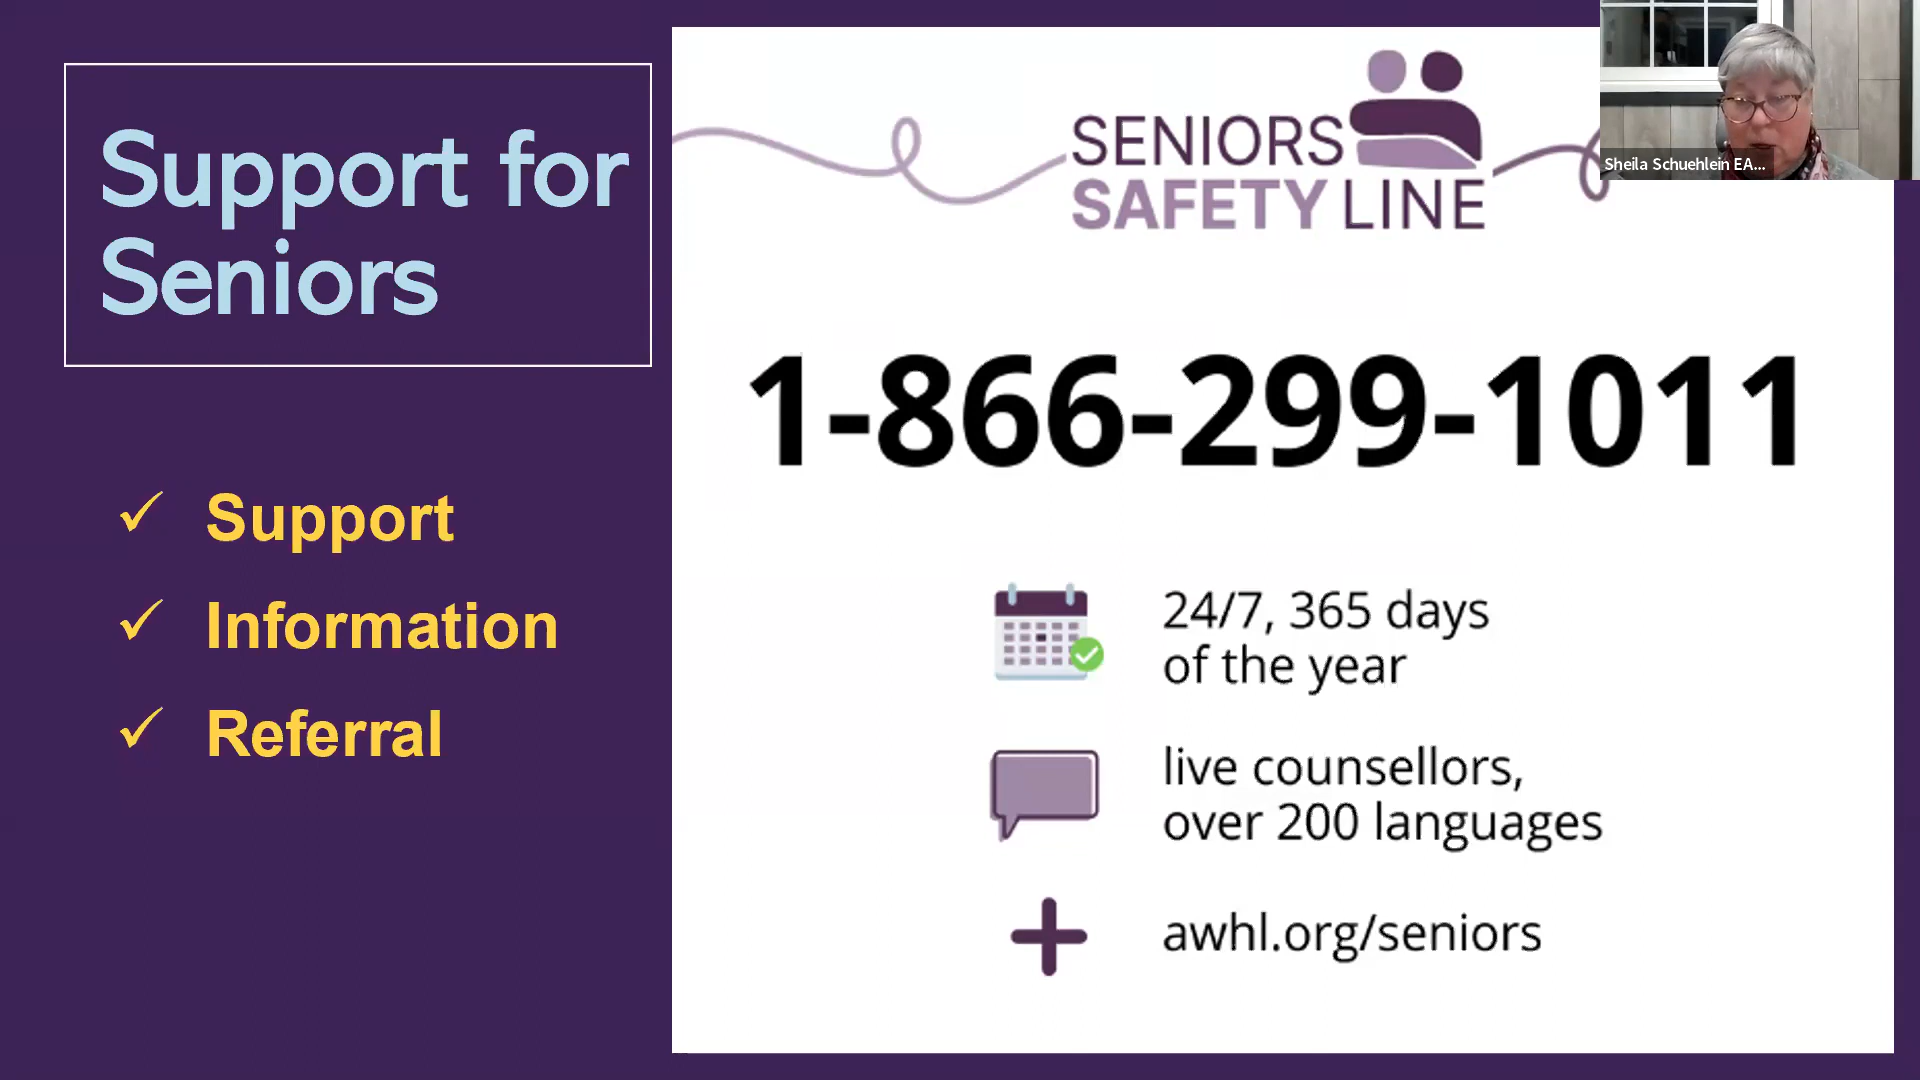 Support for
Seniors
✓ Support
✓ Information
✓ Referral
SENIORS
SAFETY LINE
1-866-299-1011
24/7, 365 days
of the year
live counsellors,
over 200 languages
awhl.org/seniors
Sheila Schuehlein EA...